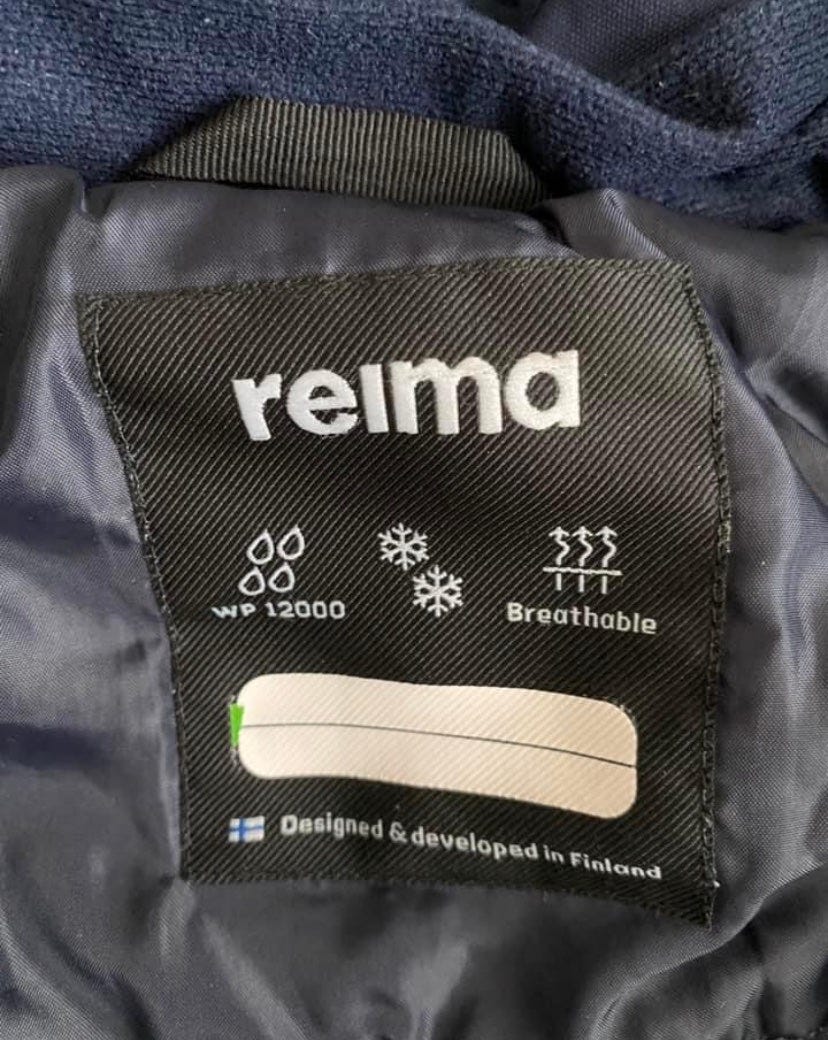 reima
WP 12000
Breathable
Designed & developed in Finland